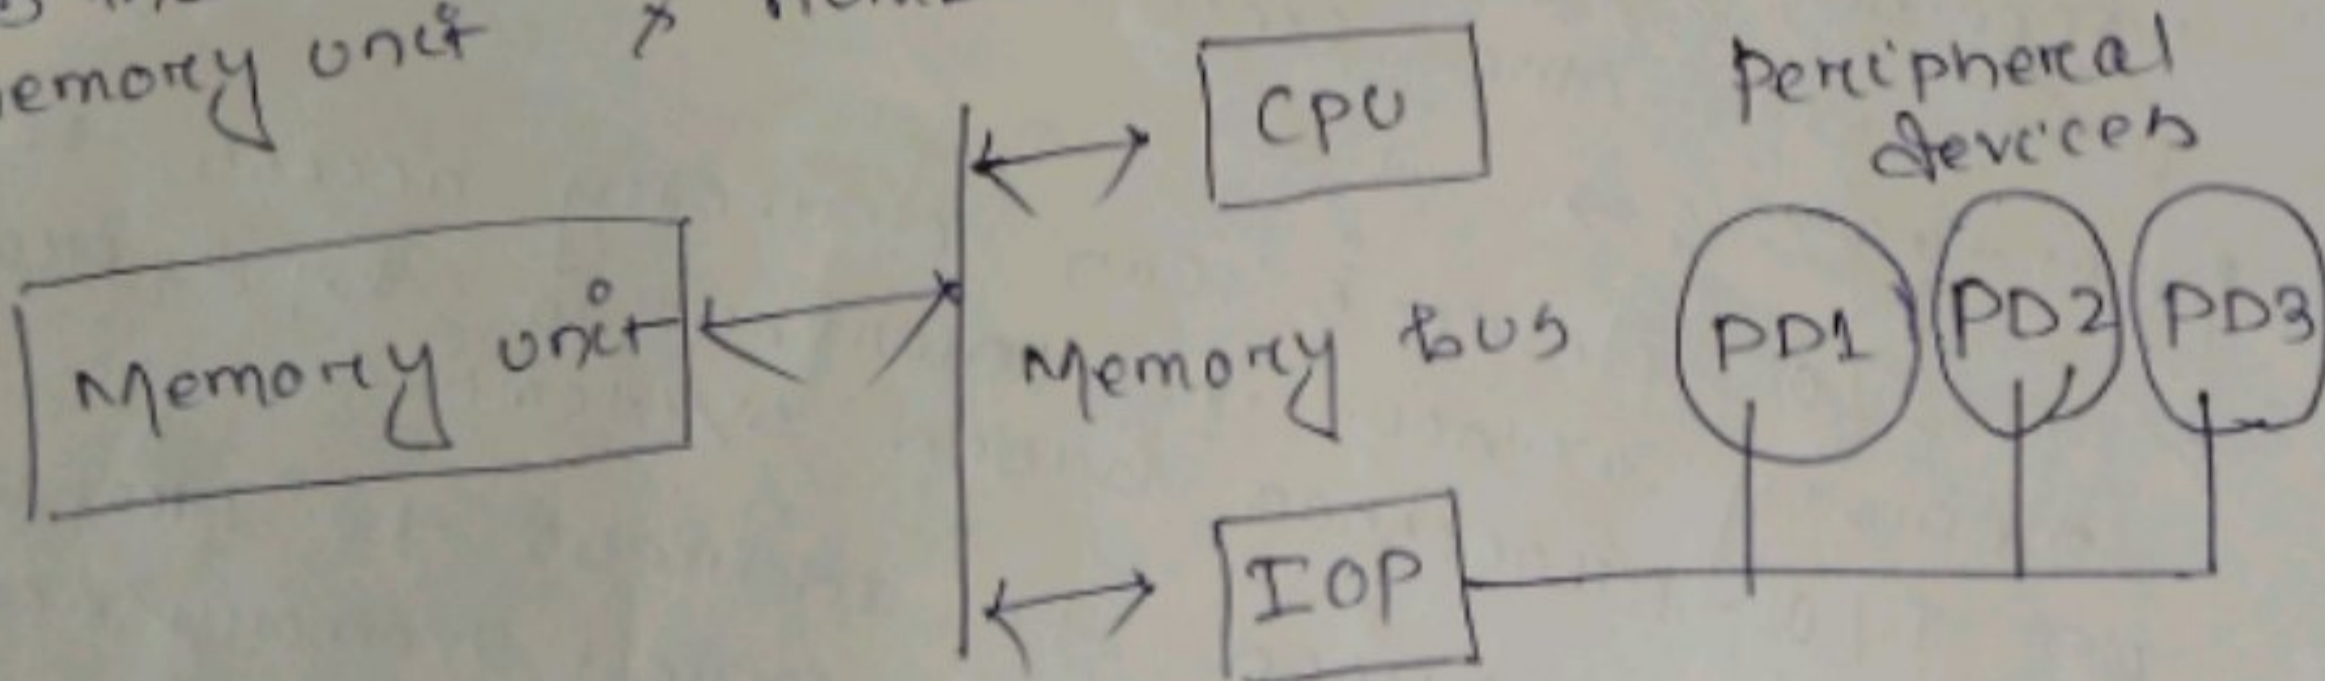 emory unit
CPU
Peripheral
devices
Memory unit
Memory bus
PD1
PD2
PD3
IOP